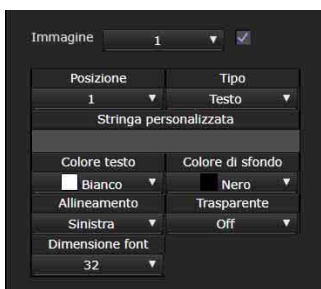 Immagine 1
Posizione Tipo
1 Testo
Stringa personalizzata
Colore testo Colore di sfondo
Bianco Nero
Allineamento Trasparente
Sinistra Off
Dimensione font
32